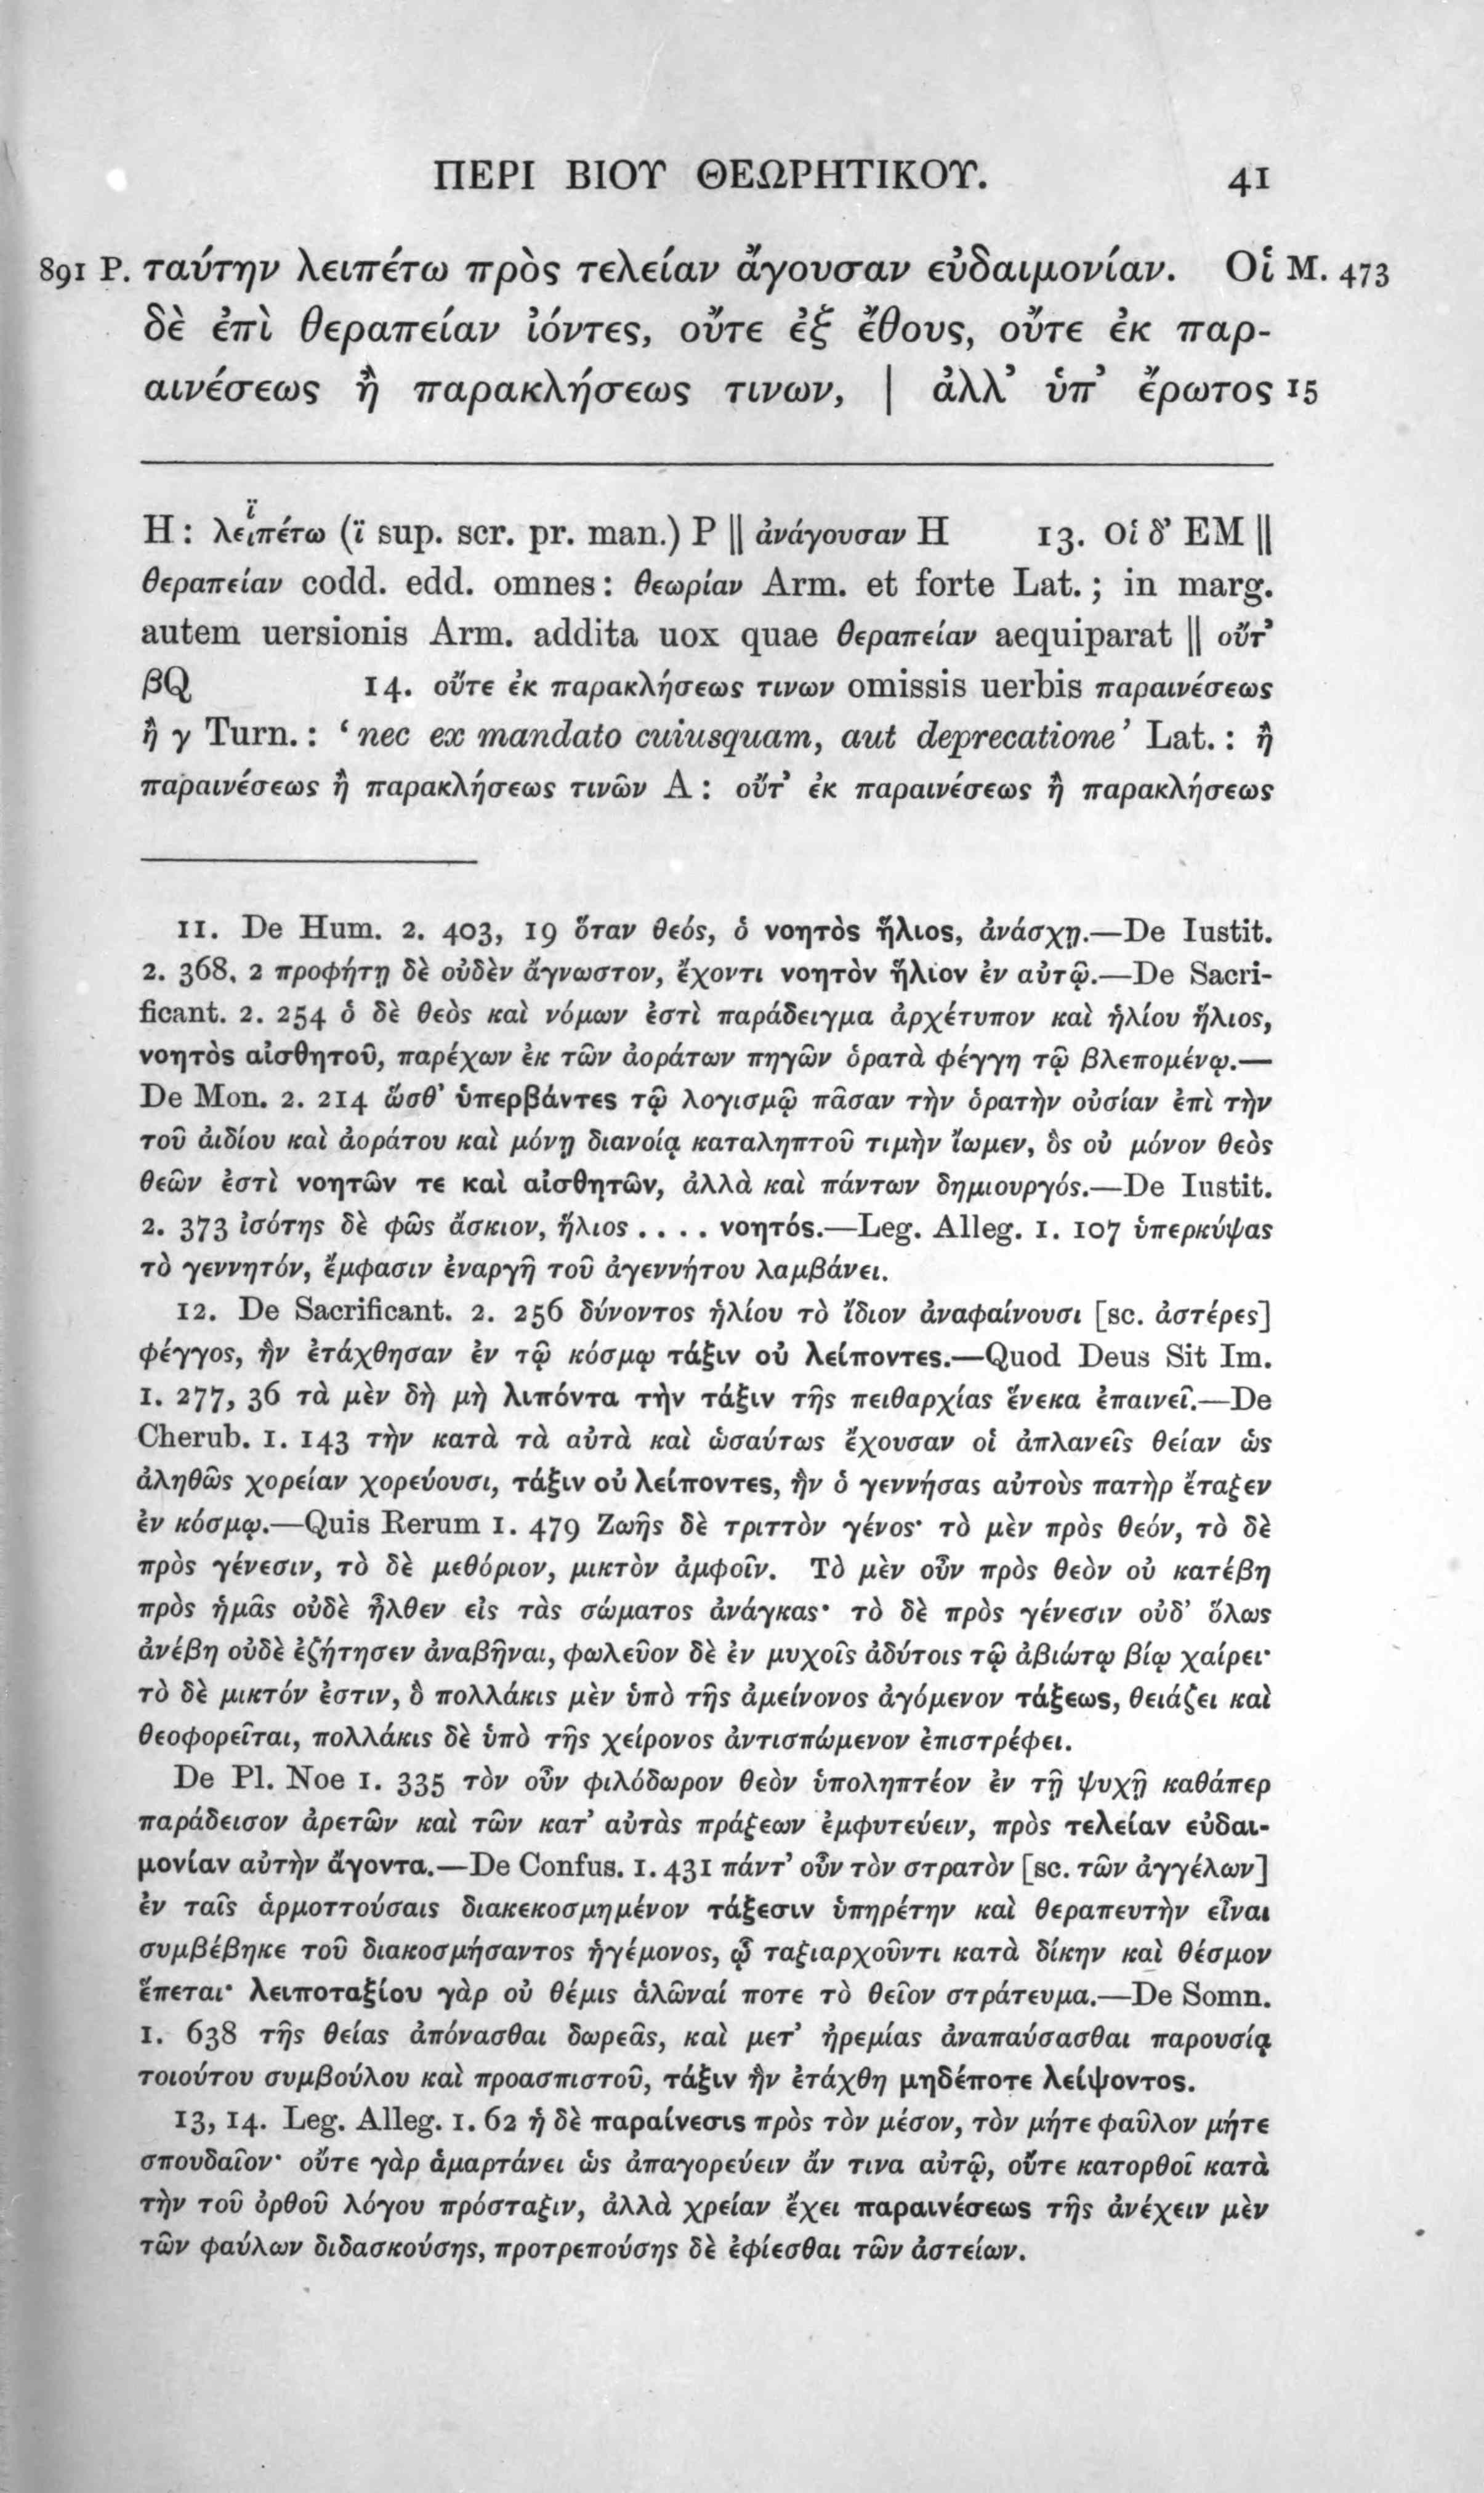 ΠΕΡΙ ΒΙΟΥ ΘΕΩΡΗΤΙΚΟΥ. 41
891 P. ταύτην λειπέτω πρὸς τελείαν ἄγουσαν εὐδαιμονίαν. Οἱ M. 473
δὲ ἐπὶ θεραπείαν ἰόντες, οὔτε ἐξ ἔθους, οὔτε ἐκ παρ-
αινέσεως ἢ παρακλήσεως τινων, | ἀλλ’ ὑπ’ ἔρωτος 15
H : λειπέτω (ϊ sup. scr. pr. man.) P || ἀνάγουσαν H 13. Οἱ δ’ EM ||
θεραπείαν codd. edd. omnes : θεωρίαν Arm. et forte Lat. ; in marg.
autem uersionis Arm. addita uox quae θεραπείαν aequiparat || οὔτ’
βQ 14. οὔτε ἐκ παρακλήσεως τινων omissis uerbis παραινέσεως
ἢ γ Turn. : ‘ nec ex mandato cuiusquam, aut deprecatione ’ Lat. : ἢ
παραινέσεως ἢ παρακλήσεως τινῶν A : οὔτ’ ἐκ παραινέσεως ἢ παρακλήσεως
11. De Hum. 2. 403, 19 ὅταν θεός, ὁ νοητὸς ἥλιος, ἀνάσχῃ.—De Iustit.
2. 368, 2 προφήτῃ δὲ οὐδὲν ἄγνωστον, ἔχοντι νοητὸν ἥλιον ἐν αὐτῷ.—De Sacri-
ficant. 2. 254 ὁ δὲ θεὸς καὶ νόμων ἐστὶ παράδειγμα ἀρχέτυπον καὶ ἡλίου ἥλιος,
νοητὸς αἰσθητοῦ, παρέχων ἐκ τῶν ἀοράτων πηγῶν ὁρατὰ φέγγη τῷ βλεπομένῳ.—
De Mon. 2. 214 ὥσθ’ ὑπερβάντες τῷ λογισμῷ πᾶσαν τὴν ὁρατὴν οὐσίαν ἐπὶ τὴν
τοῦ ἀιδίου καὶ ἀοράτου καὶ μόνῃ διανοίᾳ καταληπτοῦ τιμὴν ἴωμεν, ὃς οὐ μόνον θεὸς
θεῶν ἐστὶ νοητῶν τε καὶ αἰσθητῶν, ἀλλὰ καὶ πάντων δημιουργός.—De Iustit.
2. 373 ἰσότης δὲ φῶς ἄσκιον, ἥλιος . . . . νοητός.—Leg. Alleg. 1. 107 ὑπερκύψας
τὸ γεννητόν, ἔμφασιν ἐναργῆ τοῦ ἀγεννήτου λαμβάνει.
12. De Sacrificant. 2. 256 δύνοντος ἡλίου τὸ ἴδιον ἀναφαίνουσι [sc. ἀστέρες]
φέγγος, ἣν ἐτάχθησαν ἐν τῷ κόσμῳ τάξιν οὐ λείποντες.—Quod Deus Sit Im.
1. 277, 36 τὰ μὲν δὴ μὴ λιπόντα τὴν τάξιν τῆς πειθαρχίας ἕνεκα ἐπαινεῖ.—De
Cherub. 1. 143 τὴν κατὰ τὰ αὐτὰ καὶ ὡσαύτως ἔχουσαν οἱ ἀπλανεῖς θείαν ὡς
ἀληθῶς χορείαν χορεύουσι, τάξιν οὐ λείποντες, ἣν ὁ γεννήσας αὐτοὺς πατὴρ ἔταξεν
ἐν κόσμῳ.—Quis Rerum 1. 479 Ζωῆς δὲ τριττὸν γένος· τὸ μὲν πρὸς θεόν, τὸ δὲ
πρὸς γένεσιν, τὸ δὲ μεθόριον, μικτὸν ἀμφοῖν. Τὸ μὲν οὖν πρὸς θεὸν οὐ κατέβη
πρὸς ἡμᾶς οὐδὲ ἦλθεν εἰς τὰς σώματος ἀνάγκας· τὸ δὲ πρὸς γένεσιν οὐδ’ ὅλως
ἀνέβη οὐδὲ ἐζήτησεν ἀναβῆναι, φωλεῦον δὲ ἐν μυχοῖς ἀδύτοις τῷ ἀβιώτῳ βίῳ χαίρει·
τὸ δὲ μικτόν ἐστιν, ὃ πολλάκις μὲν ὑπὸ τῆς ἀμείνονος ἀγόμενον τάξεως, θειάζει καὶ
θεοφορεῖται, πολλάκις δὲ ὑπὸ τῆς χείρονος ἀντισπώμενον ἐπιστρέφει.
De Pl. Noe 1. 335 τὸν οὖν φιλόδωρον θεὸν ὑποληπτέον ἐν τῇ ψυχῇ καθάπερ
παράδεισον ἀρετῶν καὶ τῶν κατ’ αὐτὰς πράξεων ἐμφυτεύειν, πρὸς τελείαν εὐδαι-
μονίαν αὐτὴν ἄγοντα.—De Confus. 1. 431 πάντ’ οὖν τὸν στρατὸν [sc. τῶν ἀγγέλων]
ἐν ταῖς ἁρμοττούσαις διακεκοσμημένον τάξεσιν ὑπηρέτην καὶ θεραπευτὴν εἶναι
συμβέβηκε τοῦ διακοσμήσαντος ἡγέμονος, ᾧ ταξιαρχοῦντι κατὰ δίκην καὶ θέσμον
ἕπεται· λειποταξίου γὰρ οὐ θέμις ἁλῶναί ποτε τὸ θεῖον στράτευμα.—De Somn.
1. 638 τῆς θείας ἀπόνασθαι δωρεᾶς, καὶ μετ’ ἠρεμίας ἀναπαύσασθαι παρουσίᾳ
τοιούτου συμβούλου καὶ προασπιστοῦ, τάξιν ἣν ἐτάχθη μηδέποτε λείψοντος.
13, 14. Leg. Alleg. 1. 62 ἡ δὲ παραίνεσις πρὸς τὸν μέσον, τὸν μήτε φαῦλον μήτε
σπουδαῖον· οὔτε γὰρ ἁμαρτάνει ὡς ἀπαγορεύειν ἄν τινα αὐτῷ, οὔτε κατορθοῖ κατὰ
τὴν τοῦ ὀρθοῦ λόγου πρόσταξιν, ἀλλὰ χρείαν ἔχει παραινέσεως τῆς ἀνέχειν μὲν
τῶν φαύλων διδασκούσης, προτρεπούσης δὲ ἐφίεσθαι τῶν ἀστείων.